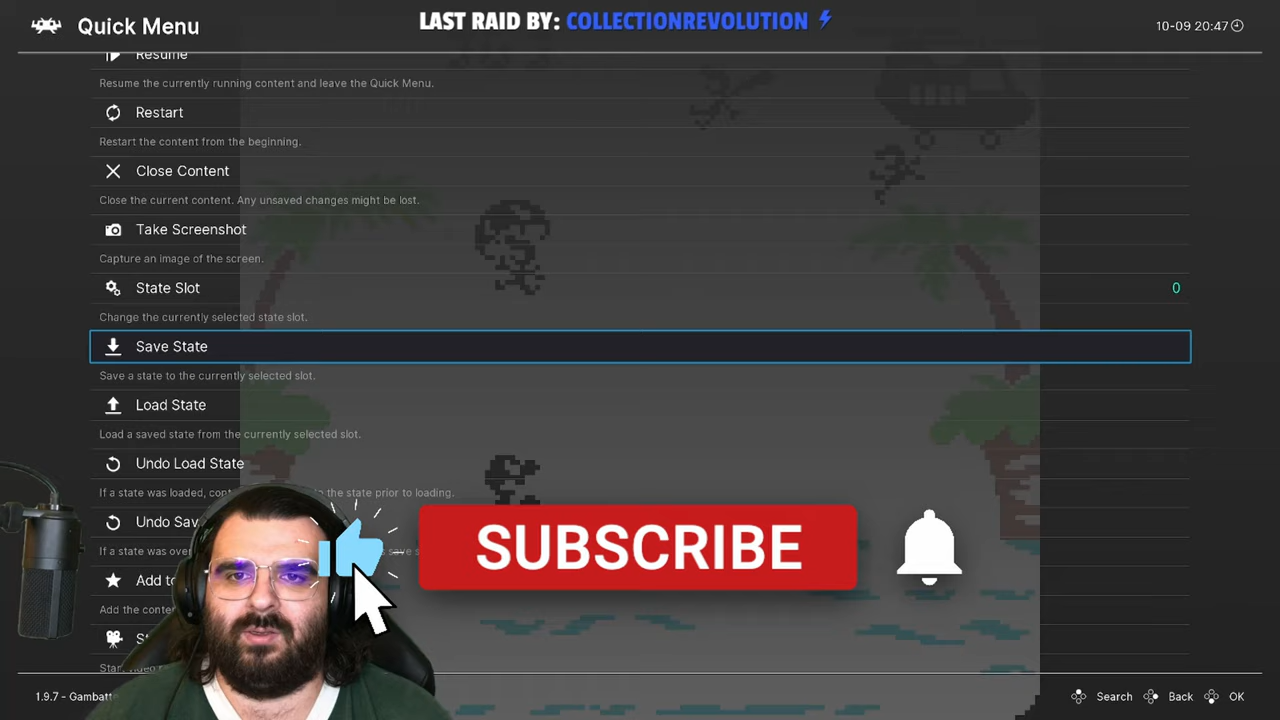 Quick Menu
LAST RAID BY: COLLECTIONREVOLUTION
10-09 20:47
Resume
Resume the currently running content and leave the Quick Menu.
Restart
Restart the content from the beginning.
Close Content
Close the current content. Any unsaved changes might be lost.
Take Screenshot
Capture an image of the screen.
State Slot
0
Change the currently selected state slot.
Save State
Save a state to the currently selected slot.
Load State
Load a saved state from the currently selected slot.
Undo Load State
If a state was loaded, the state prior to loading.
Undo
If a state was
SUBSCRIBE
Add to
Add the
Start
1.9.7 -
Search
Back
OK